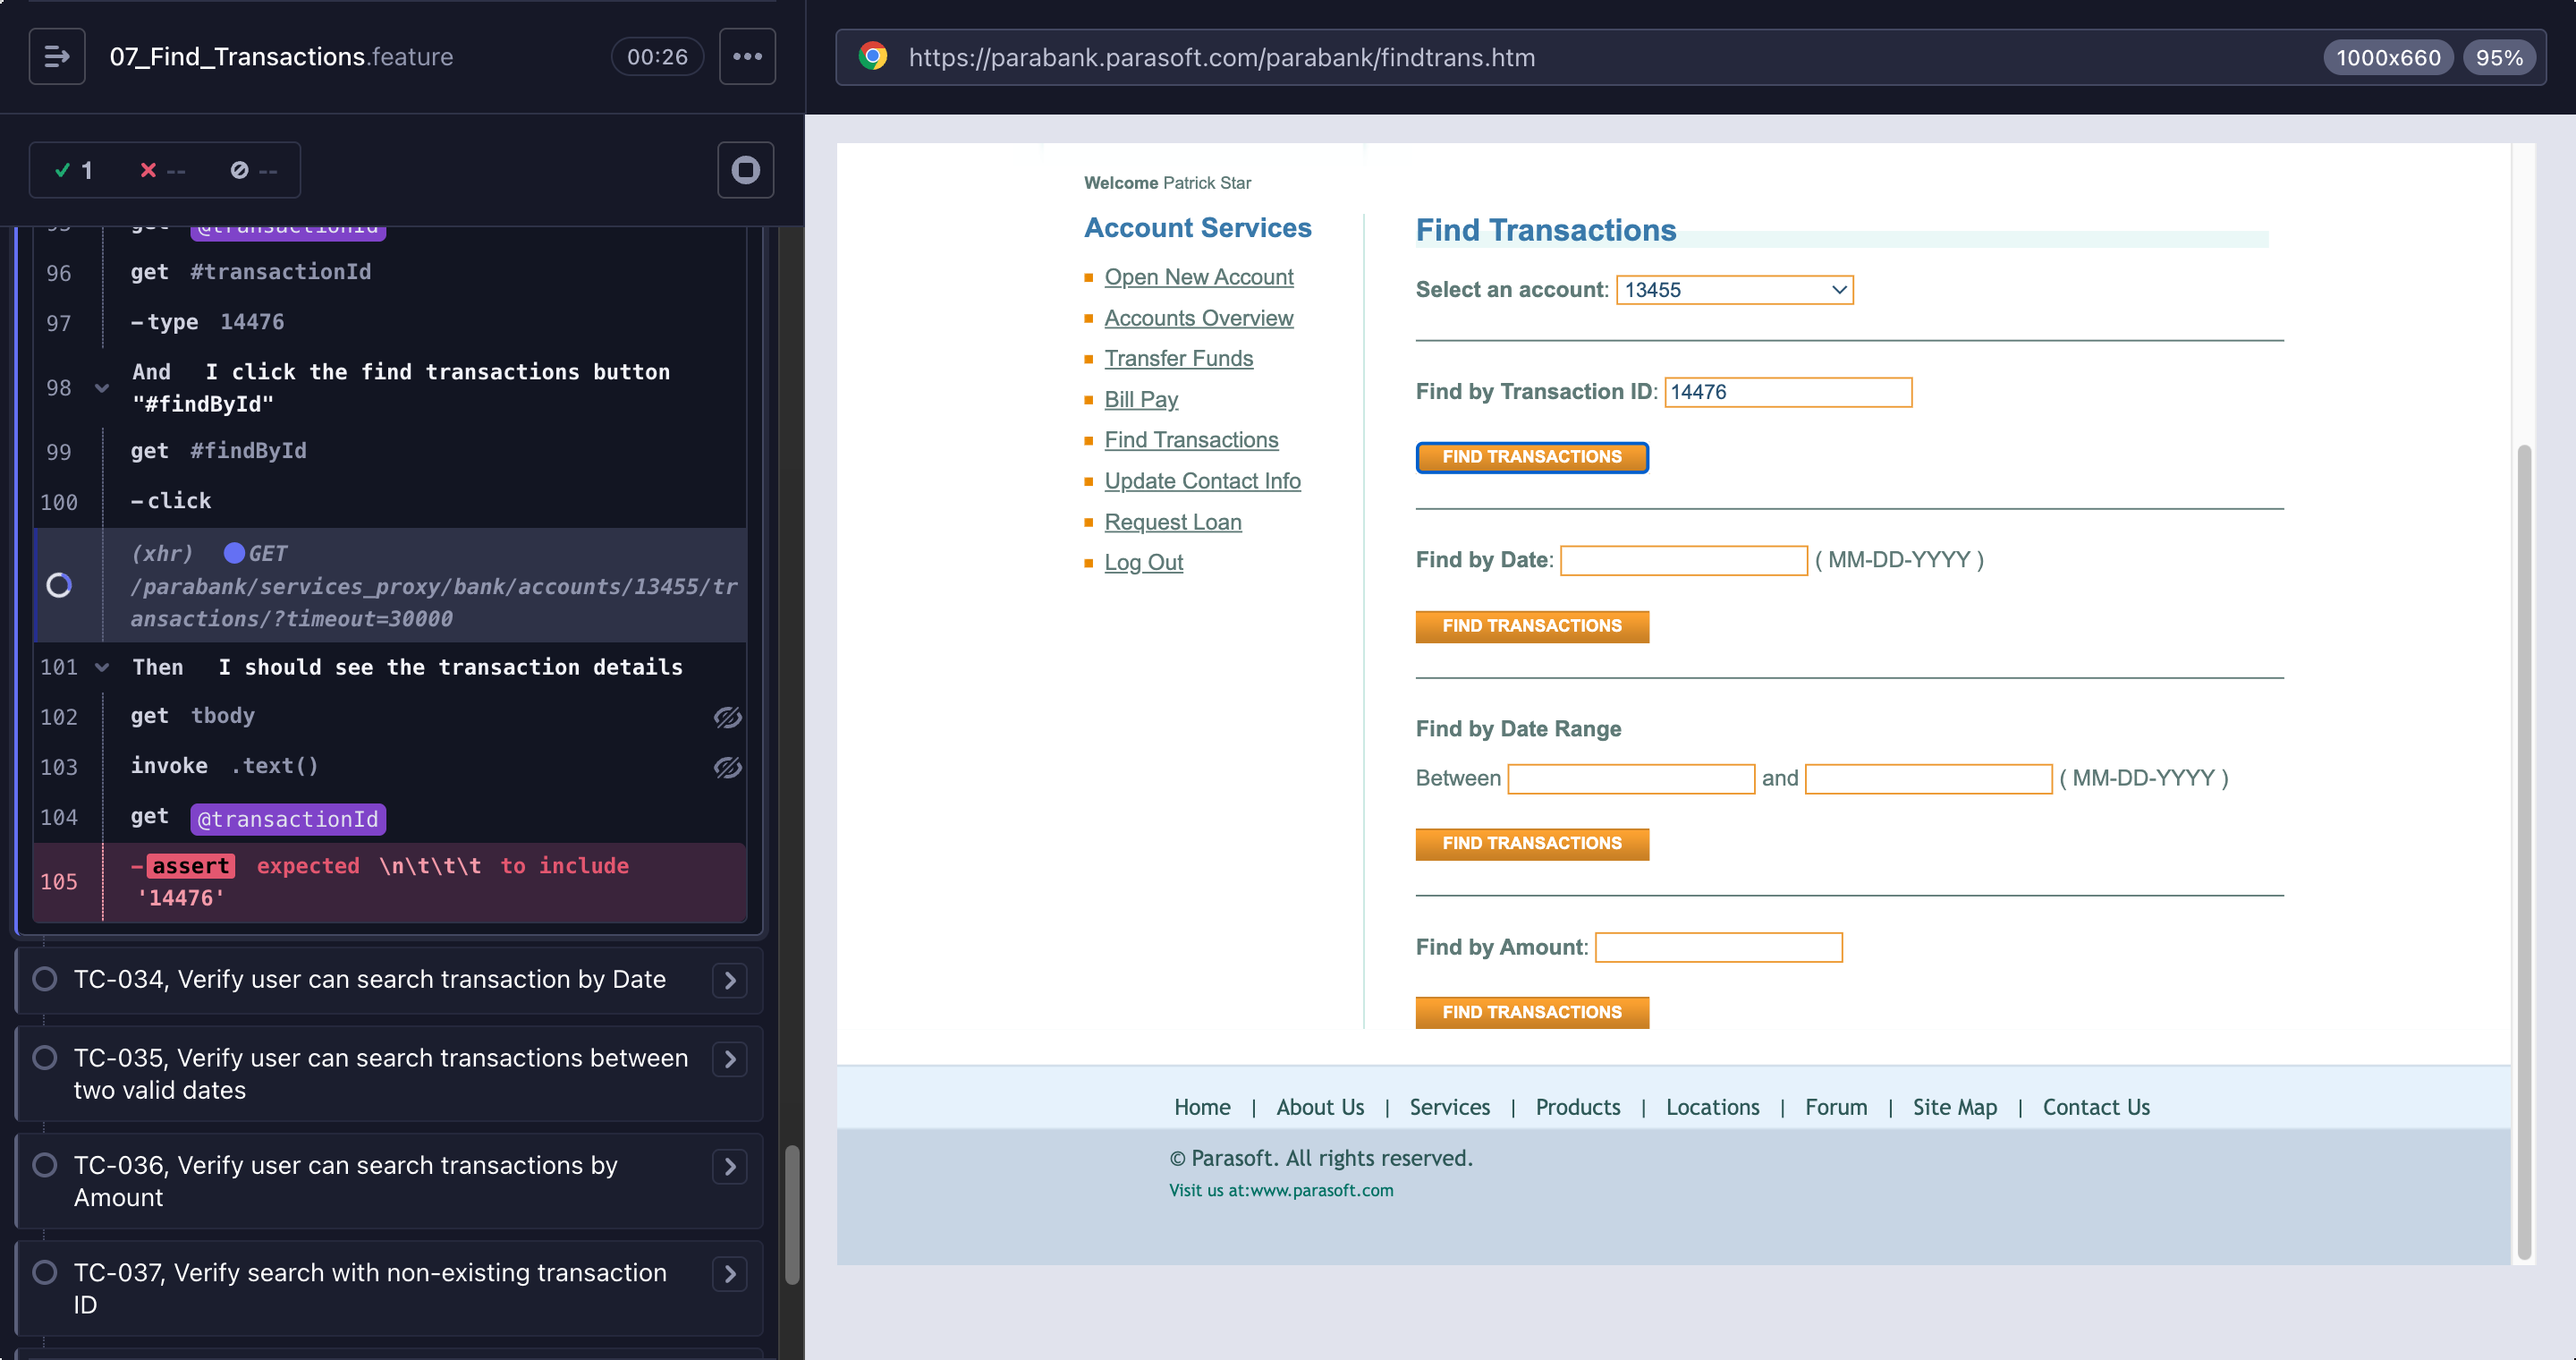 07_Find_Transactions.feature
00:26
1
--
--
@transactionId
96 get #transactionId
97 -type 14476
98 And I click the find transactions button
"#findById"
99 get #findById
100 -click
(xhr) GET
/parabank/services_proxy/bank/accounts/13455/tr
ansactions/?timeout=30000
101 Then I should see the transaction details
102 get tbody
103 invoke .text()
104 get @transactionId
105 -assert expected \n\t\t\t to include
'14476'
TC-034, Verify user can search transaction by Date
TC-035, Verify user can search transactions between
two valid dates
TC-036, Verify user can search transactions by
Amount
TC-037, Verify search with non-existing transaction
ID
https://parabank.parasoft.com/parabank/findtrans.htm
1000x660
95%
Welcome Patrick Star
Account Services
Open New Account
Accounts Overview
Transfer Funds
Bill Pay
Find Transactions
Update Contact Info
Request Loan
Log Out
Find Transactions
Select an account: 13455
Find by Transaction ID: 14476
FIND TRANSACTIONS
Find by Date: ( MM-DD-YYYY )
FIND TRANSACTIONS
Find by Date Range
Between and ( MM-DD-YYYY )
FIND TRANSACTIONS
Find by Amount:
FIND TRANSACTIONS
Home | About Us | Services | Products | Locations | Forum | Site Map | Contact Us
© Parasoft. All rights reserved.
Visit us at:www.parasoft.com